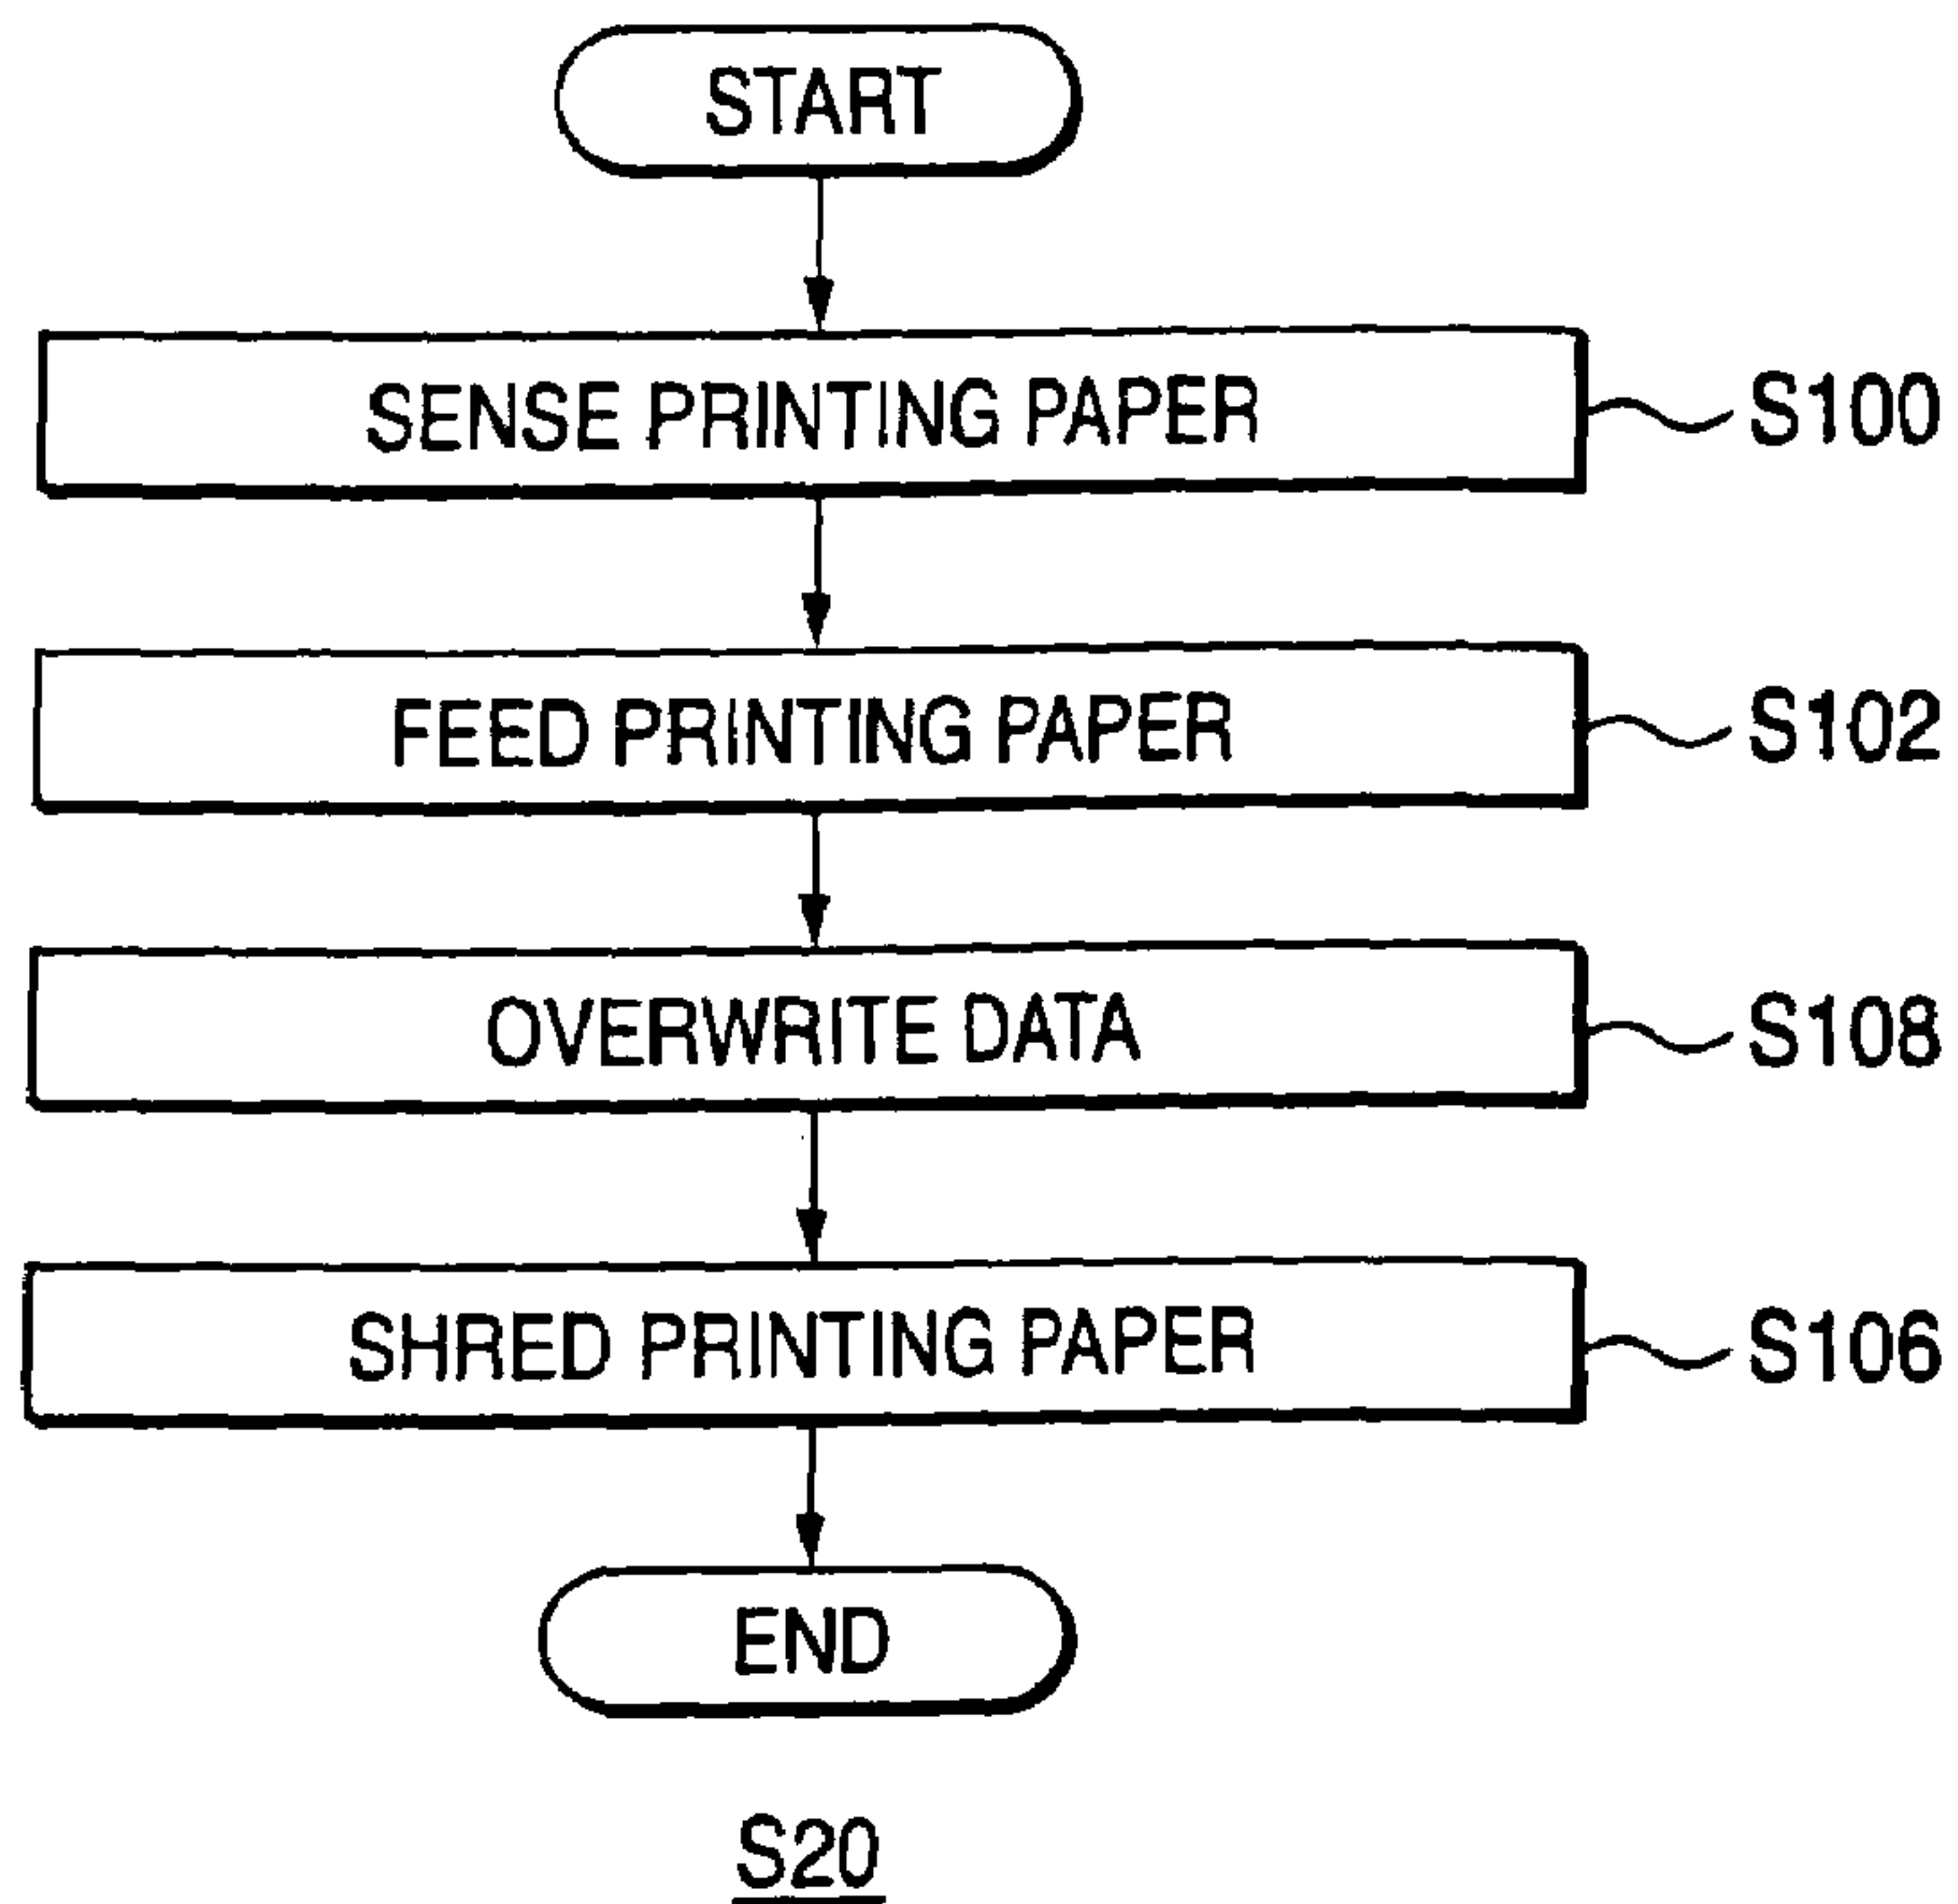 START
SENSE PRINTING PAPER S100
FEED PRINTING PAPER S102
OVERWRITE DATA S108
SHRED PRINTING PAPER S106
END
S20